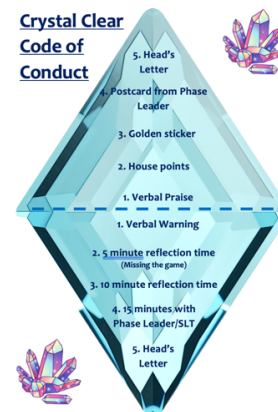 Crystal Clear
Code of
Conduct
5. Head's
Letter
4. Postcard from Phase
Leader
3. Golden sticker
2. House points
1. Verbal Praise
1. Verbal Warning
2. 5 minute reflection time
(Missing the game)
3. 10 minute reflection time
4. 15 minutes with
Phase Leader/SLT
5. Head's
Letter